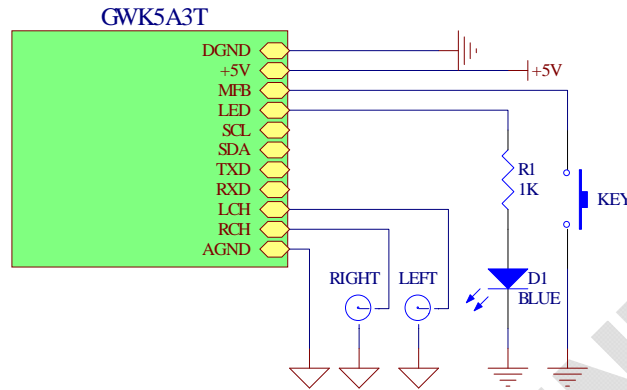 GWK5A3T
DGND
+5V
+5V
MFB
LED
SCL
SDA
TXD
RXD
LCH
RCH
AGND
R1
1K
KEY
RIGHT
LEFT
D1
BLUE